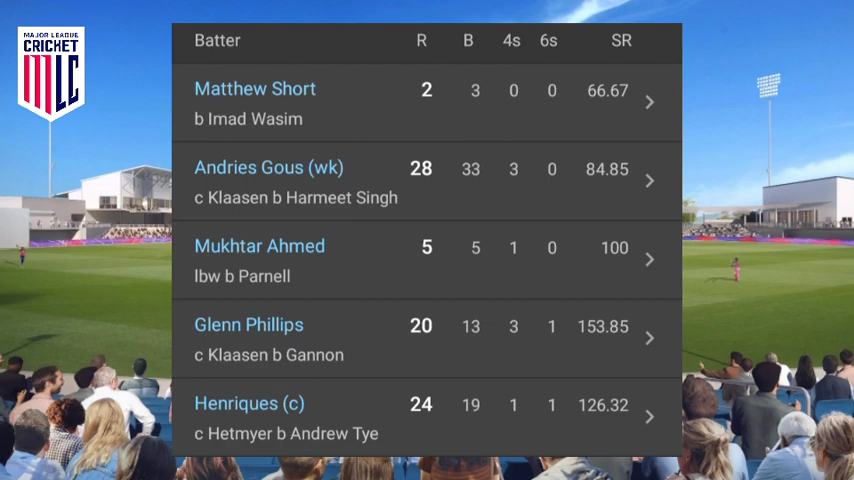 MAJOR LEAGUE
CRICKET
MLC
Batter R B 4s 6s SR
Matthew Short 2 3 0 0 66.67
b Imad Wasim
Andries Gous (wk) 28 33 3 0 84.85
c Klaasen b Harmeet Singh
Mukhtar Ahmed 5 5 1 0 100
lbw b Parnell
Glenn Phillips 20 13 3 1 153.85
c Klaasen b Gannon
Henriques (c) 24 19 1 1 126.32
c Hetmyer b Andrew Tye